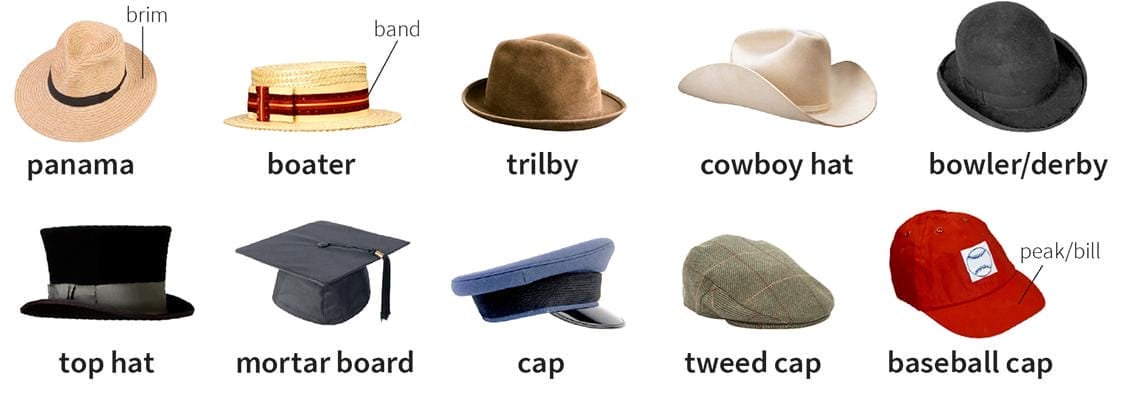 brim
band
panama
boater
trilby
cowboy hat
bowler/derby
peak/bill
top hat
mortar board
cap
tweed cap
baseball cap